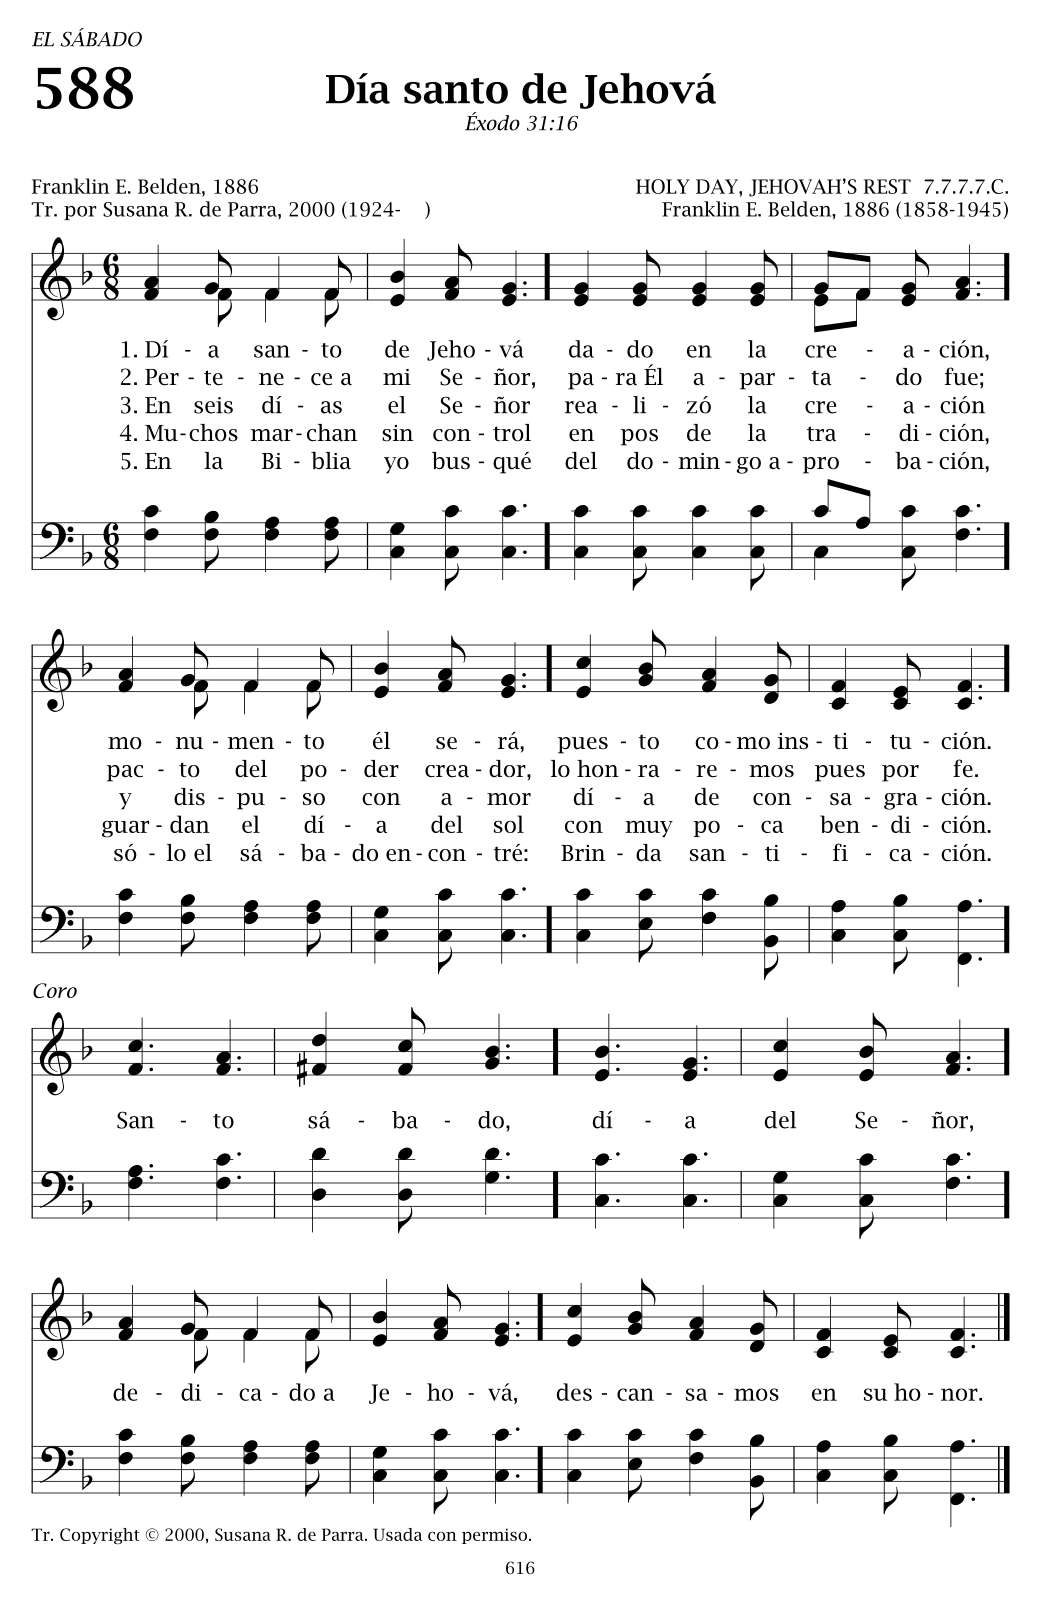 EL SÁBADO
588
Día santo de Jehová
Éxodo 31:16
Franklin E. Belden, 1886
HOLY DAY, JEHOVAH'S REST 7.7.7.7.C.
Tr. por Susana R. de Parra, 2000 (1924- )
Franklin E. Belden, 1886 (1858-1945)
6 8
1. Dí - a san - to de Jeho - vá da - do en la cre - a - ción,
2. Per - te - ne - ce a mi Se - ñor, pa - ra Él a - par - ta - do fue;
3. En seis dí - as el Se - ñor rea - li - zó la cre - a - ción
4. Mu - chos mar - chan sin con - trol en pos de la tra - di - ción,
5. En la Bi - blia yo bus - qué del do - min - go a - pro - ba - ción,
6 8
mo - nu - men - to él se - rá, pues - to co - mo ins - ti - tu - ción.
pac - to del po - der crea - dor, lo hon - ra - re - mos pues por fe.
y dis - pu - so con a - mor dí - a de con - sa - gra - ción.
guar - dan el dí - a del sol con muy po - ca ben - di - ción.
só - lo el sá - ba - do en - con - tré: Brin - da san - ti - fi - ca - ción.
Coro
San - to sá - ba - do, dí - a del Se - ñor,
de - di - ca - do a Je - ho - vá, des - can - sa - mos en su ho - nor.
Tr. Copyright © 2000, Susana R. de Parra. Usada con permiso.
616